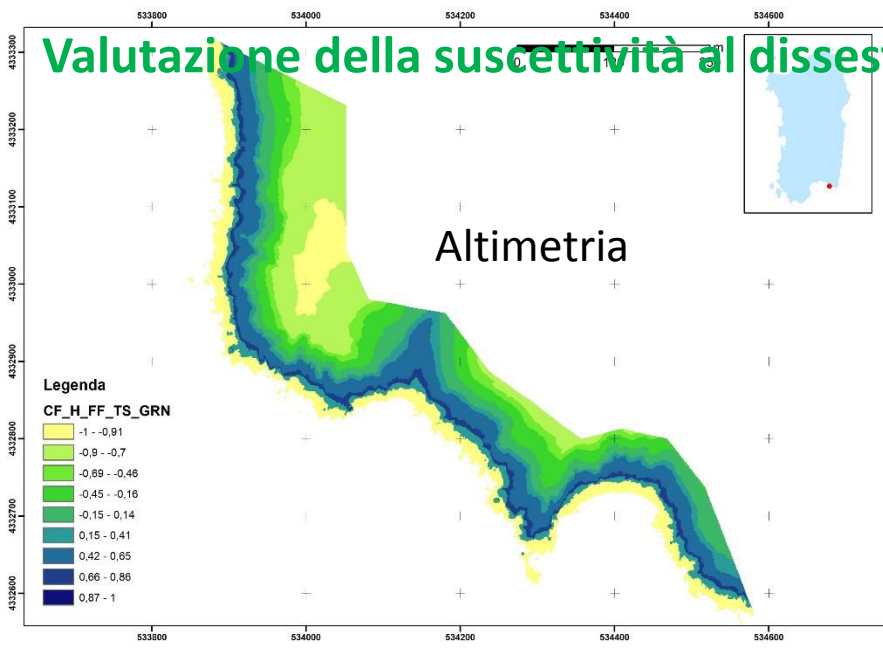 533800 534000 534200 534400 534600
Valutazione della suscettività al disses
4333300
4333200
4333100
4333000
4332900
4332800
4332700
4332600
Altimetria
Legenda
CF_H_FF_TS_GRN
-1 - -0,91
-0,9 - -0,7
-0,69 - -0,46
-0,45 - -0,16
-0,15 - 0,14
0,15 - 0,41
0,42 - 0,65
0,66 - 0,86
0,87 - 1
533800 534000 534200 534400 534600